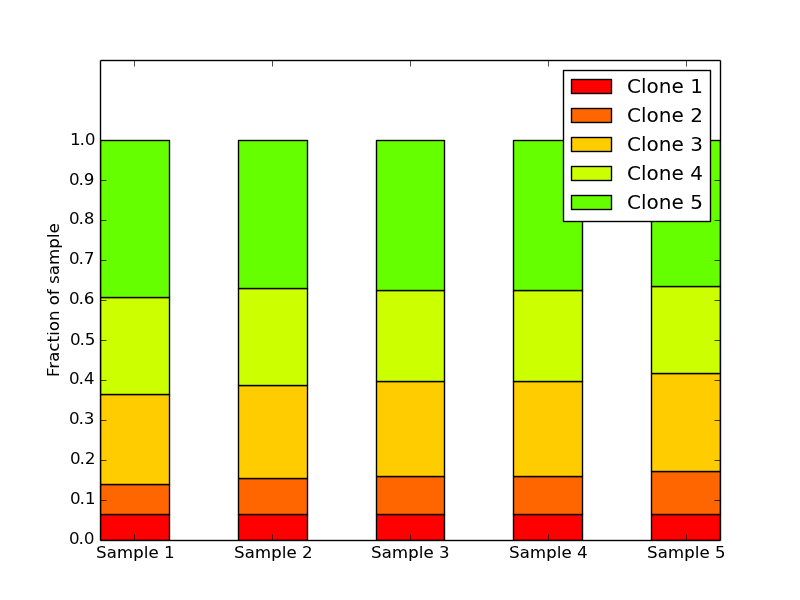 Clone 1
Clone 2
Clone 3
Clone 4
Clone 5
Fraction of sample
1.0
0.9
0.8
0.7
0.6
0.5
0.4
0.3
0.2
0.1
0.0
Sample 1 Sample 2 Sample 3 Sample 4 Sample 5